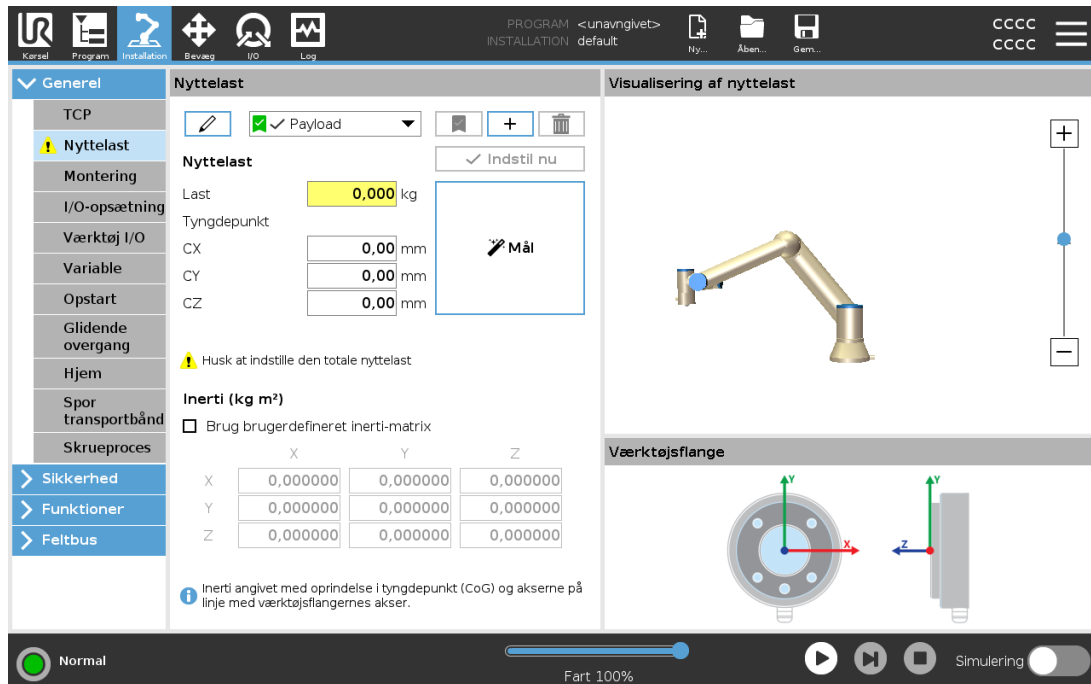 PROGRAM <unavngivet>
INSTALLATION default
CCCC
CCCC
Kørsel Program Installation Bevæg I/O Log Ny... Åben... Gem...
Generel
TCP
Nyttelast
Montering
I/O-opsætning
Værktøj I/O
Variable
Opstart
Glidende
overgang
Hjem
Spor
transportbånd
Skrueproces
Sikkerhed
Funktioner
Feltbus
Nyttelast
Payload
+
Nyttelast
Indstil nu
Last 0,000 kg
Tyngdepunkt
CX 0,00 mm
CY 0,00 mm
CZ 0,00 mm
Mål
Husk at indstille den totale nyttelast
Inerti (kg m²)
Brug brugerdefineret inerti-matrix
X Y Z
X 0,000000 0,000000 0,000000
Y 0,000000 0,000000 0,000000
Z 0,000000 0,000000 0,000000
Inerti angivet med oprindelse i tyngdepunkt (CoG) og akserne på
linje med værktøjsflangernes akser.
Visualisering af nyttelast
Værktøjsflange
Y Y
X Z
Normal
Fart 100%
Simulering